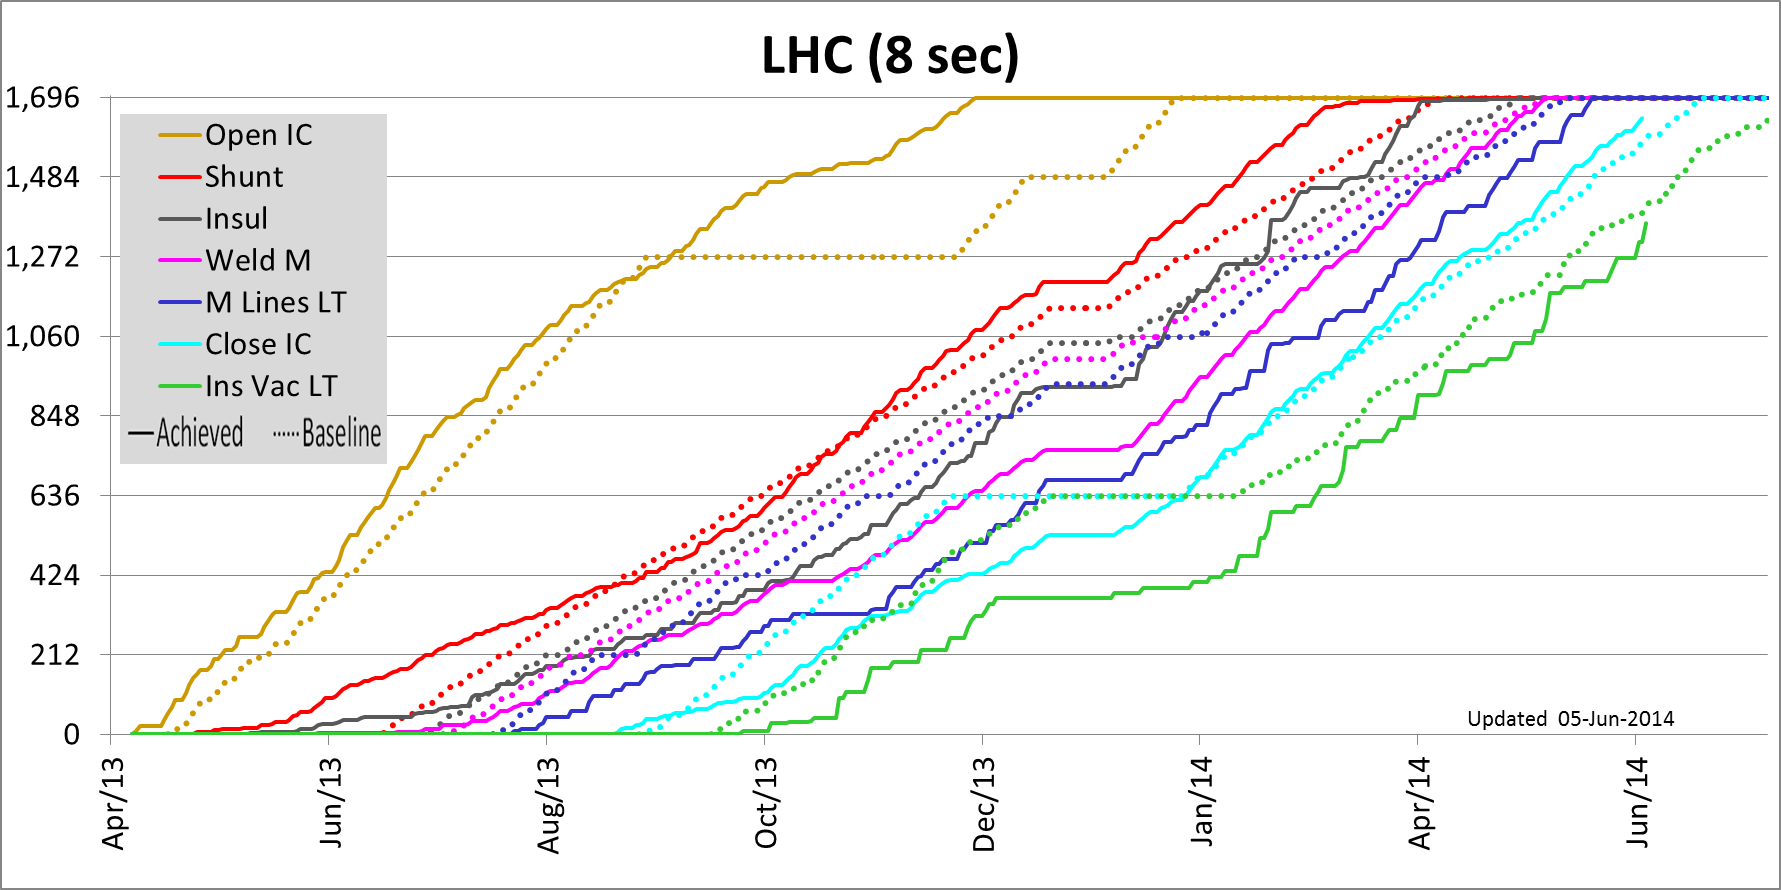 LHC (8 sec)
1,696
1,484
1,272
1,060
848
636
424
212
0
Open IC
Shunt
Insul
Weld M
M Lines LT
Close IC
Ins Vac LT
Achieved Baseline
Updated 05-Jun-2014
Apr/13
Jun/13
Aug/13
Oct/13
Dec/13
Jan/14
Apr/14
Jun/14